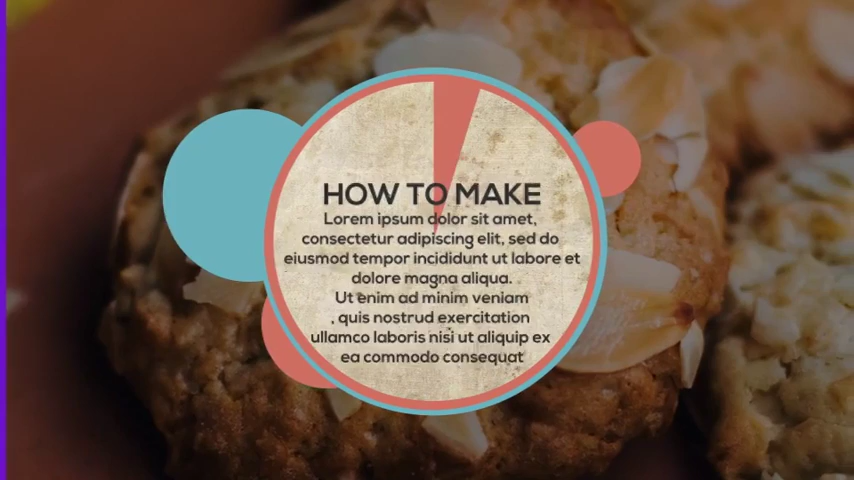 HOW TO MAKE
Lorem ipsum dolor sit amet,
consectetur adipiscing elit, sed do
eiusmod tempor incididunt ut labore et
dolore magna aliqua.
Ut enim ad minim veniam
, quis nostrud exercitation
ullamco laboris nisi ut aliquip ex
ea commodo consequat